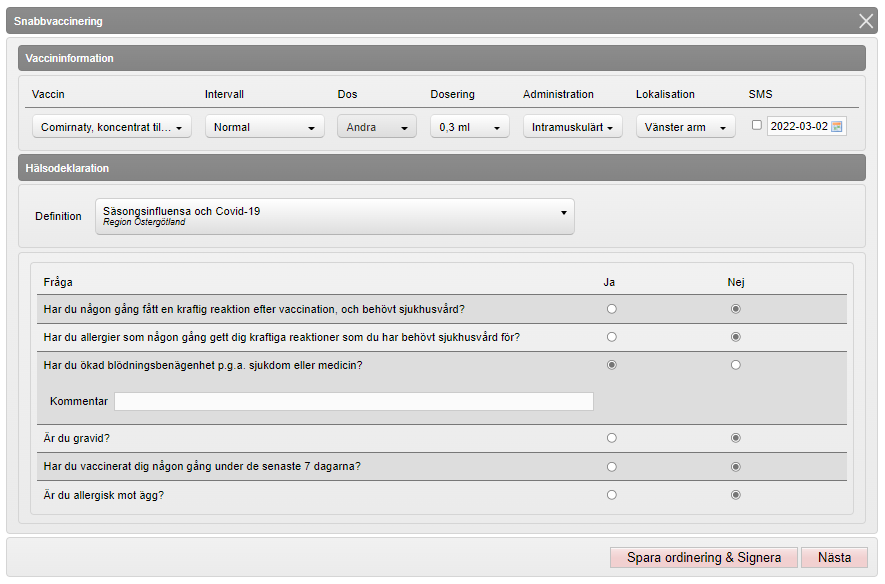 Snabbvaccinering
Vaccininformation
Vaccin Intervall Dos Dosering Administration Lokalisation SMS
Comirnaty, koncentrat til... Normal Andra 0,3 ml Intramuskulärt Vänster arm 2022-03-02
Hälsodeklaration
Definition Säsongsinfluensa och Covid-19
Region Östergötland
Fråga Ja Nej
Har du någon gång fått en kraftig reaktion efter vaccination, och behövt sjukhusvård?
Har du allergier som någon gång gett dig kraftiga reaktioner som du har behövt sjukhusvård för?
Har du ökad blödningsbenägenhet p.g.a. sjukdom eller medicin?
Kommentar
Är du gravid?
Har du vaccinerat dig någon gång under de senaste 7 dagarna?
Är du allergisk mot ägg?
Spara ordinering & Signera Nästa